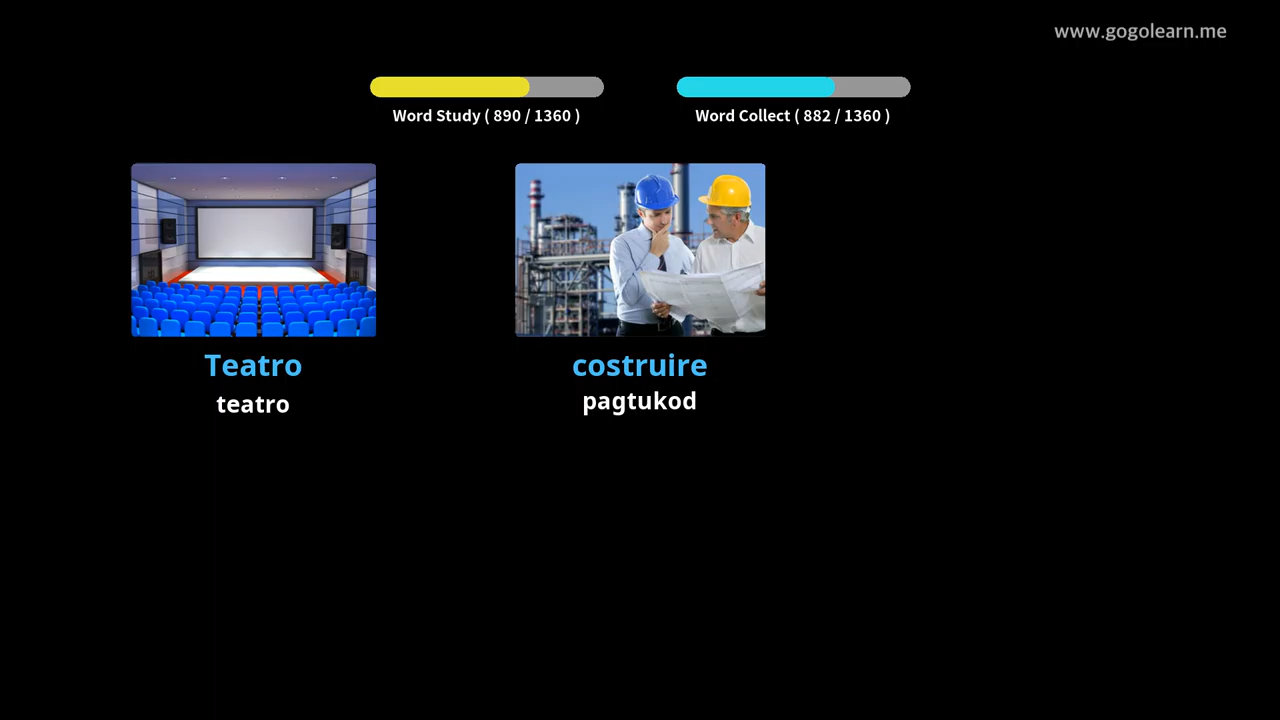 www.gogolearn.me
Word Study ( 890 / 1360 )
Word Collect ( 882 / 1360 )
Teatro
teatro
costruire
pagtukod